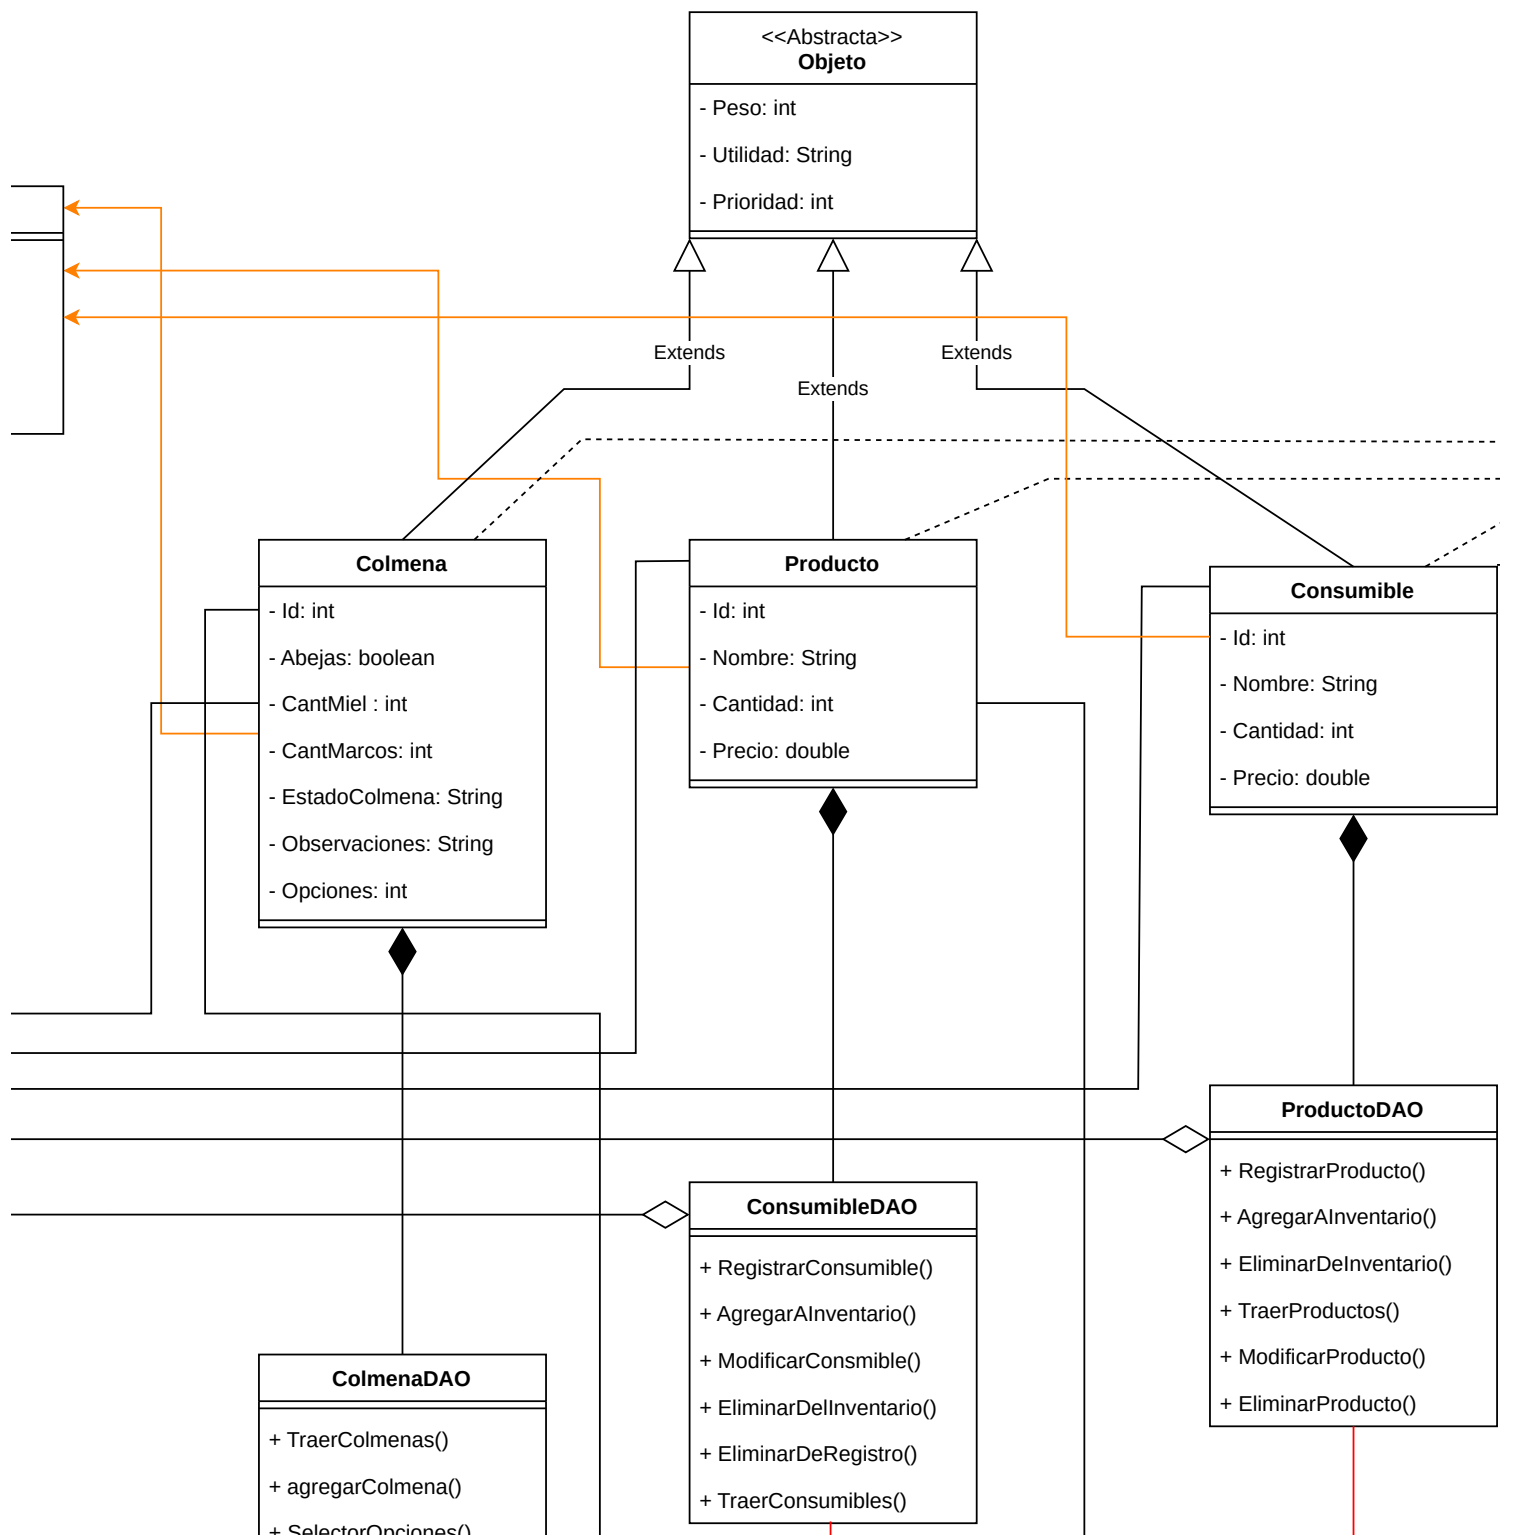 <<Abstracta>>
Objeto
- Peso: int
- Utilidad: String
- Prioridad: int
Extends
Extends
Extends
Colmena
- Id: int
- Abejas: boolean
- CantMiel : int
- CantMarcos: int
- EstadoColmena: String
- Observaciones: String
- Opciones: int
Producto
- Id: int
- Nombre: String
- Cantidad: int
- Precio: double
Consumible
- Id: int
- Nombre: String
- Cantidad: int
- Precio: double
ProductoDAO
+ RegistrarProducto()
+ AgregarAInventario()
+ EliminarDeInventario()
+ TraerProductos()
+ ModificarProducto()
+ EliminarProducto()
ConsumibleDAO
+ RegistrarConsumible()
+ AgregarAInventario()
+ ModificarConsmible()
+ EliminarDelInventario()
+ EliminarDeRegistro()
+ TraerConsumibles()
ColmenaDAO
+ TraerColmenas()
+ agregarColmena()
+ SelectorOpciones()